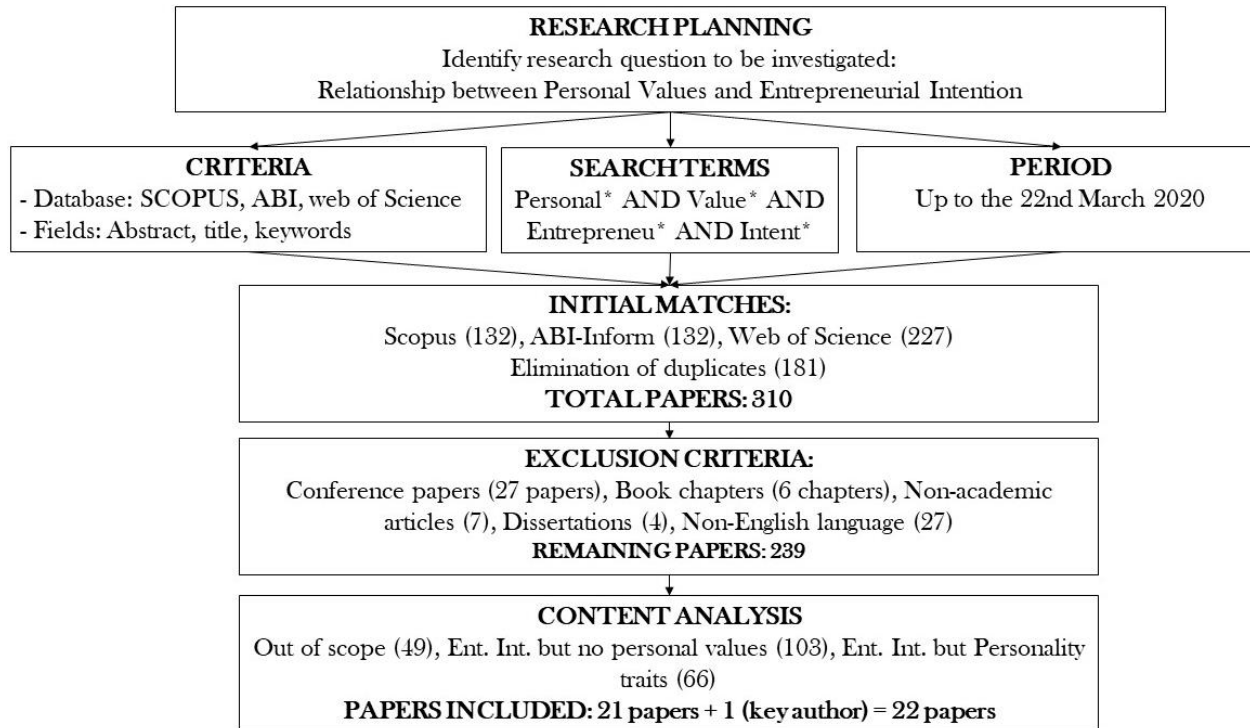 RESEARCH PLANNING
Identify research question to be investigated:
Relationship between Personal Values and Entrepreneurial Intention
CRITERIA
- Database: SCOPUS, ABI, web of Science
- Fields: Abstract, title, keywords
SEARCH TERMS
Personal* AND Value* AND
Entrepreneu* AND Intent*
PERIOD
Up to the 22nd March 2020
INITIAL MATCHES:
Scopus (132), ABI-Inform (132), Web of Science (227)
Elimination of duplicates (181)
TOTAL PAPERS: 310
EXCLUSION CRITERIA:
Conference papers (27 papers), Book chapters (6 chapters), Non-academic
articles (7), Dissertations (4), Non-English language (27)
REMAINING PAPERS: 239
CONTENT ANALYSIS
Out of scope (49), Ent. Int. but no personal values (103), Ent. Int. but Personality
traits (66)
PAPERS INCLUDED: 21 papers + 1 (key author) = 22 papers